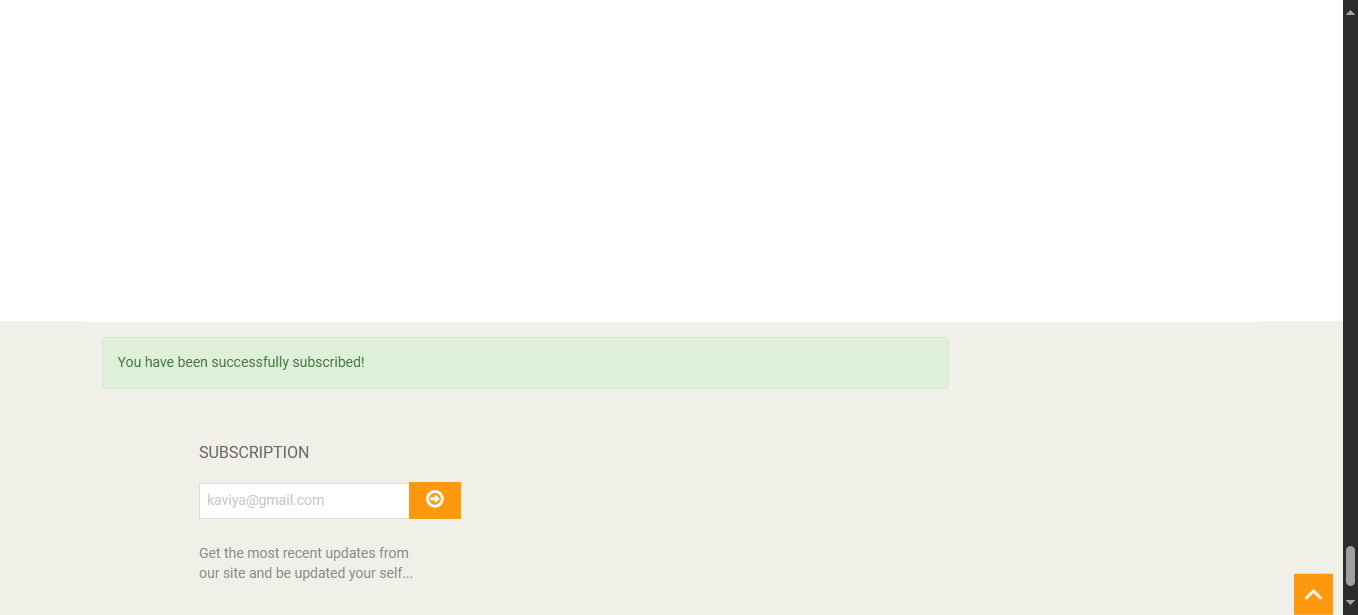 You have been successfully subscribed!
SUBSCRIPTION
kaviya@gmail.com
Get the most recent updates from
our site and be updated your self...